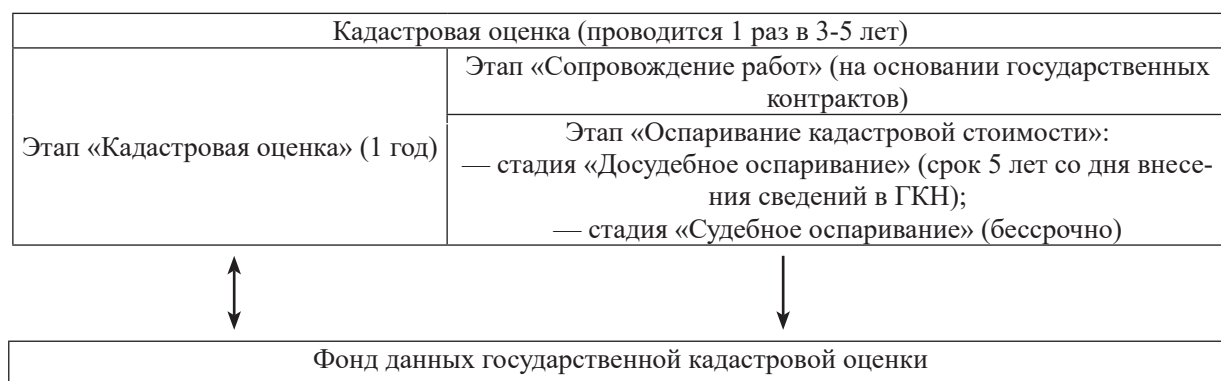 Кадастровая оценка (проводится 1 раз в 3-5 лет)
Этап «Кадастровая оценка» (1 год)
Этап «Сопровождение работ» (на основании государственных
контрактов)
Этап «Оспаривание кадастровой стоимости»:
— стадия «Досудебное оспаривание» (срок 5 лет со дня внесе-
ния сведений в ГКН);
— стадия «Судебное оспаривание» (бессрочно)
Фонд данных государственной кадастровой оценки